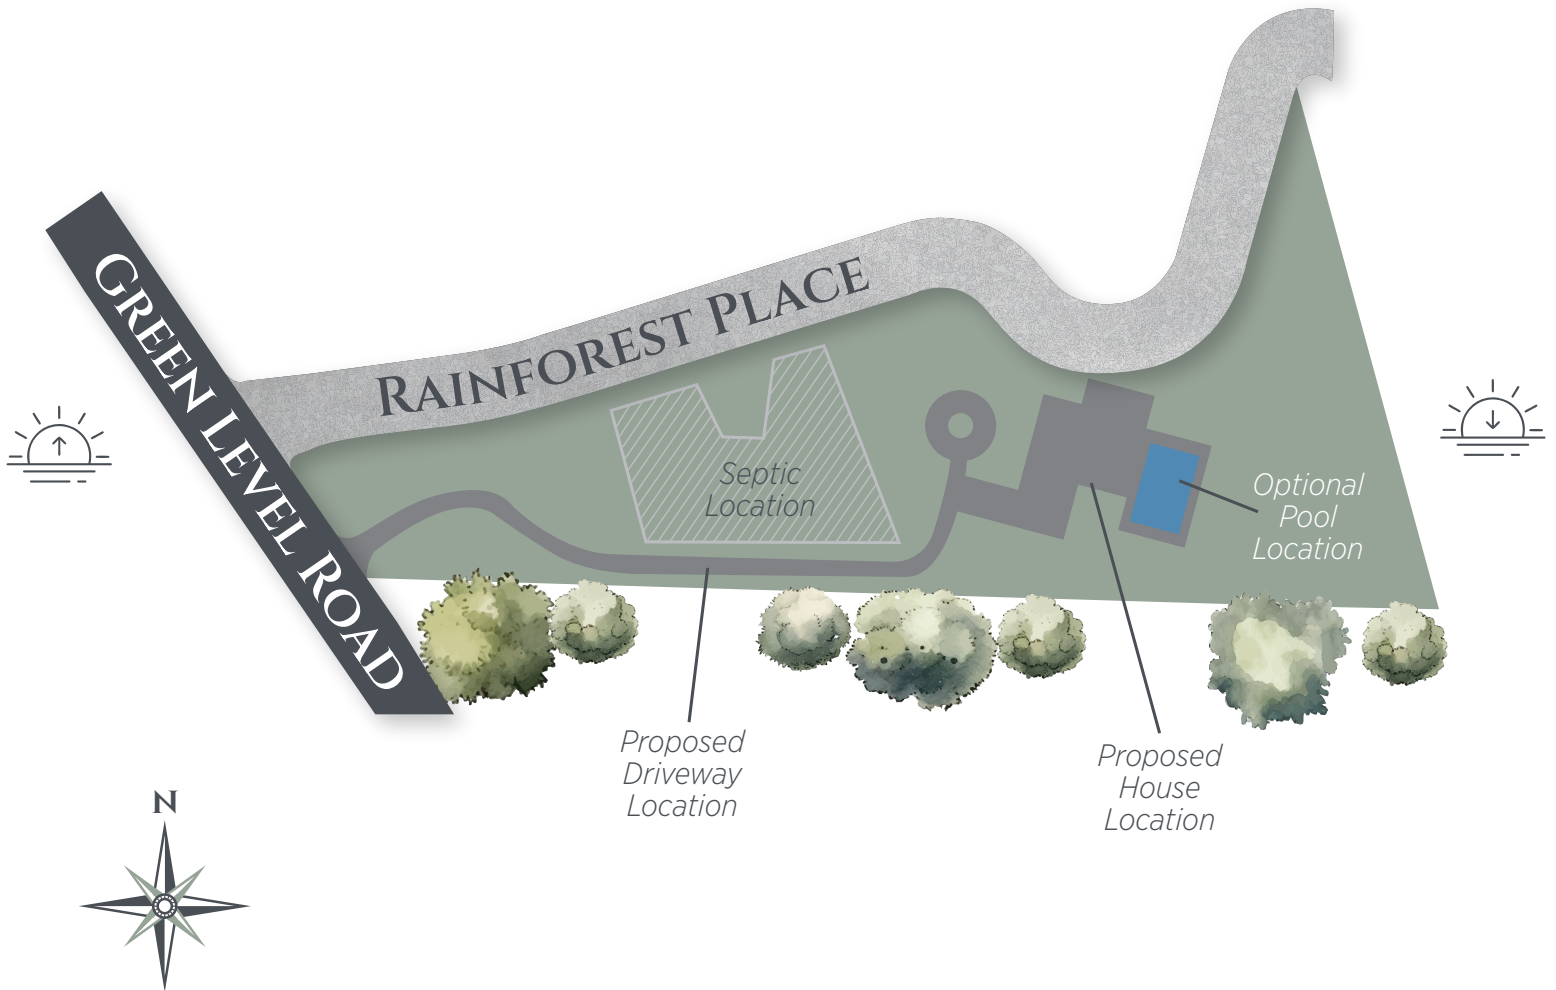 GREEN LEVEL ROAD
RAINFOREST PLACE
Septic
Location
Optional
Pool
Location
Proposed
Driveway
Location
Proposed
House
Location
N